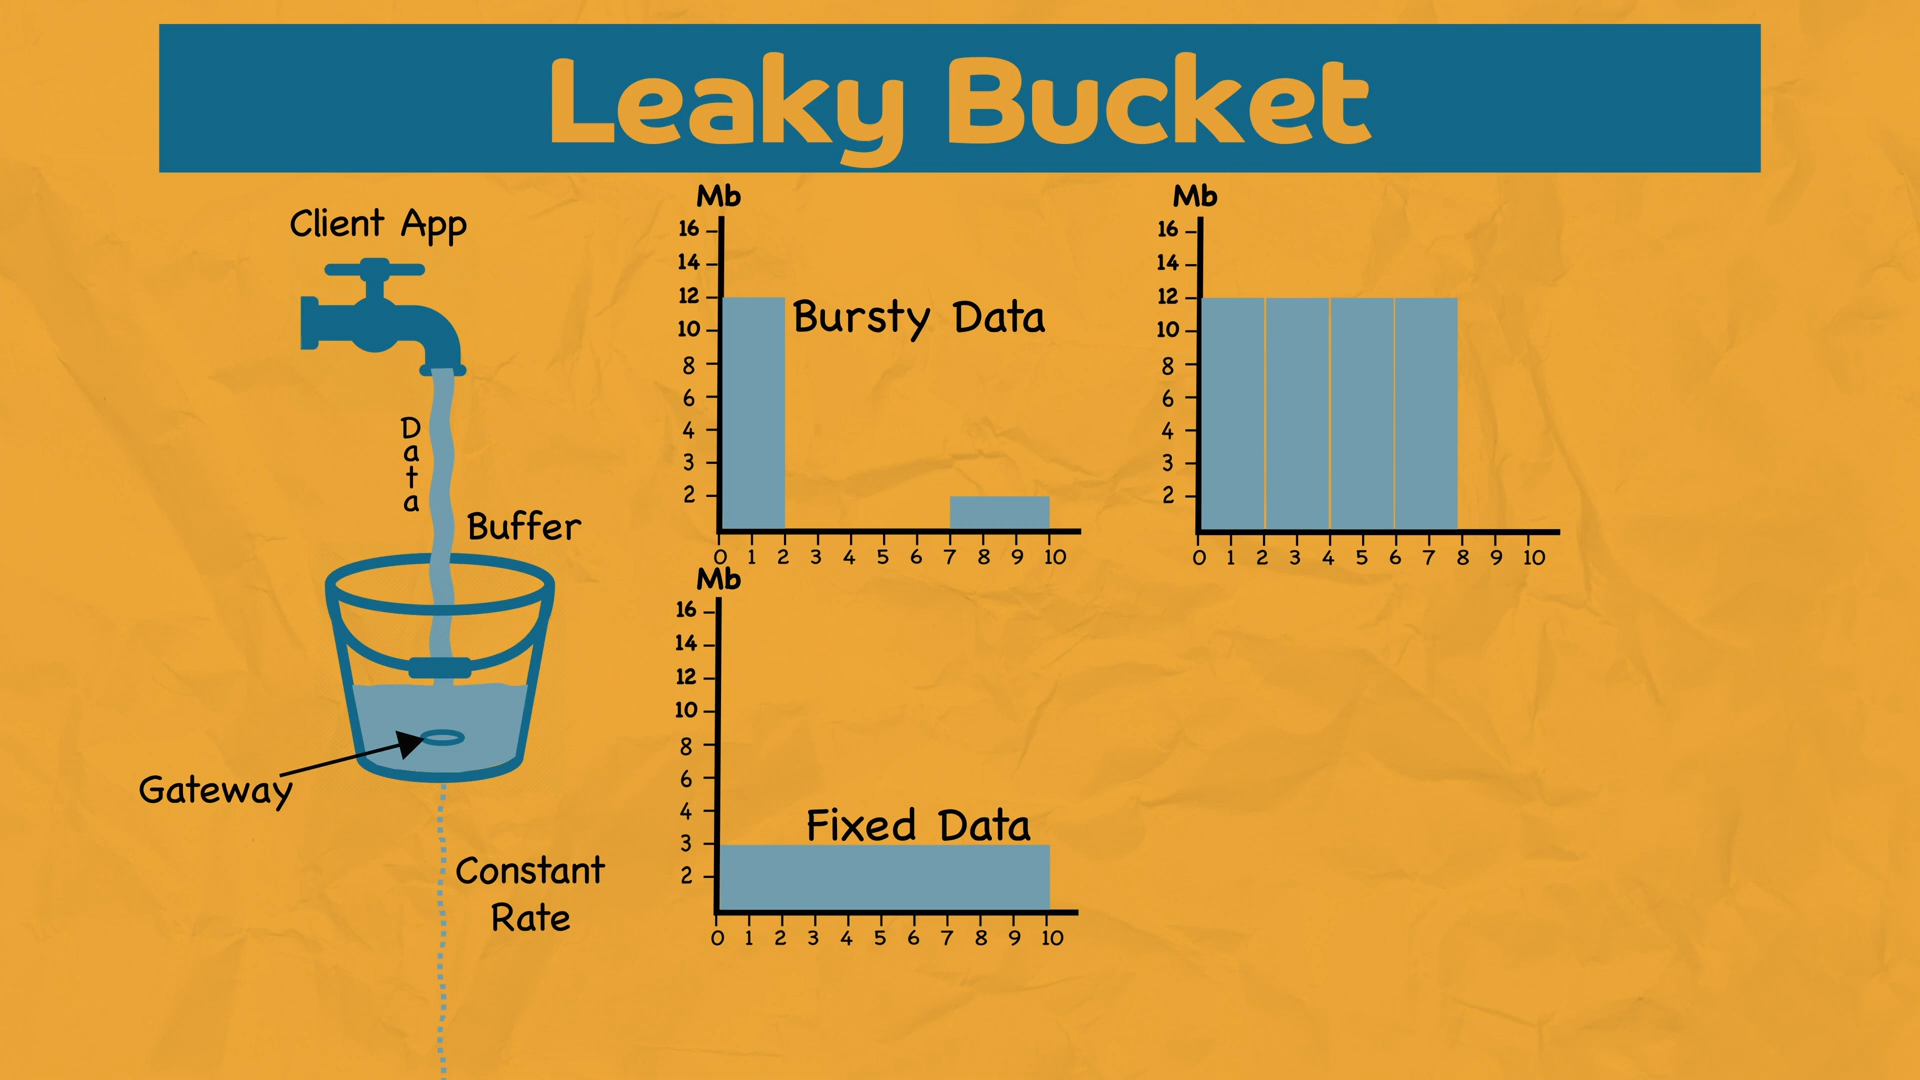 Leaky Bucket
Client App
D
a
t
a
Buffer
Gateway
Constant
Rate
Mb
16
14
12
10
8
6
4
3
2
0 1 2 3 4 5 6 7 8 9 10
Bursty Data
Mb
16
14
12
10
8
6
4
3
2
0 1 2 3 4 5 6 7 8 9 10
Fixed Data
Mb
16
14
12
10
8
6
4
3
2
0 1 2 3 4 5 6 7 8 9 10